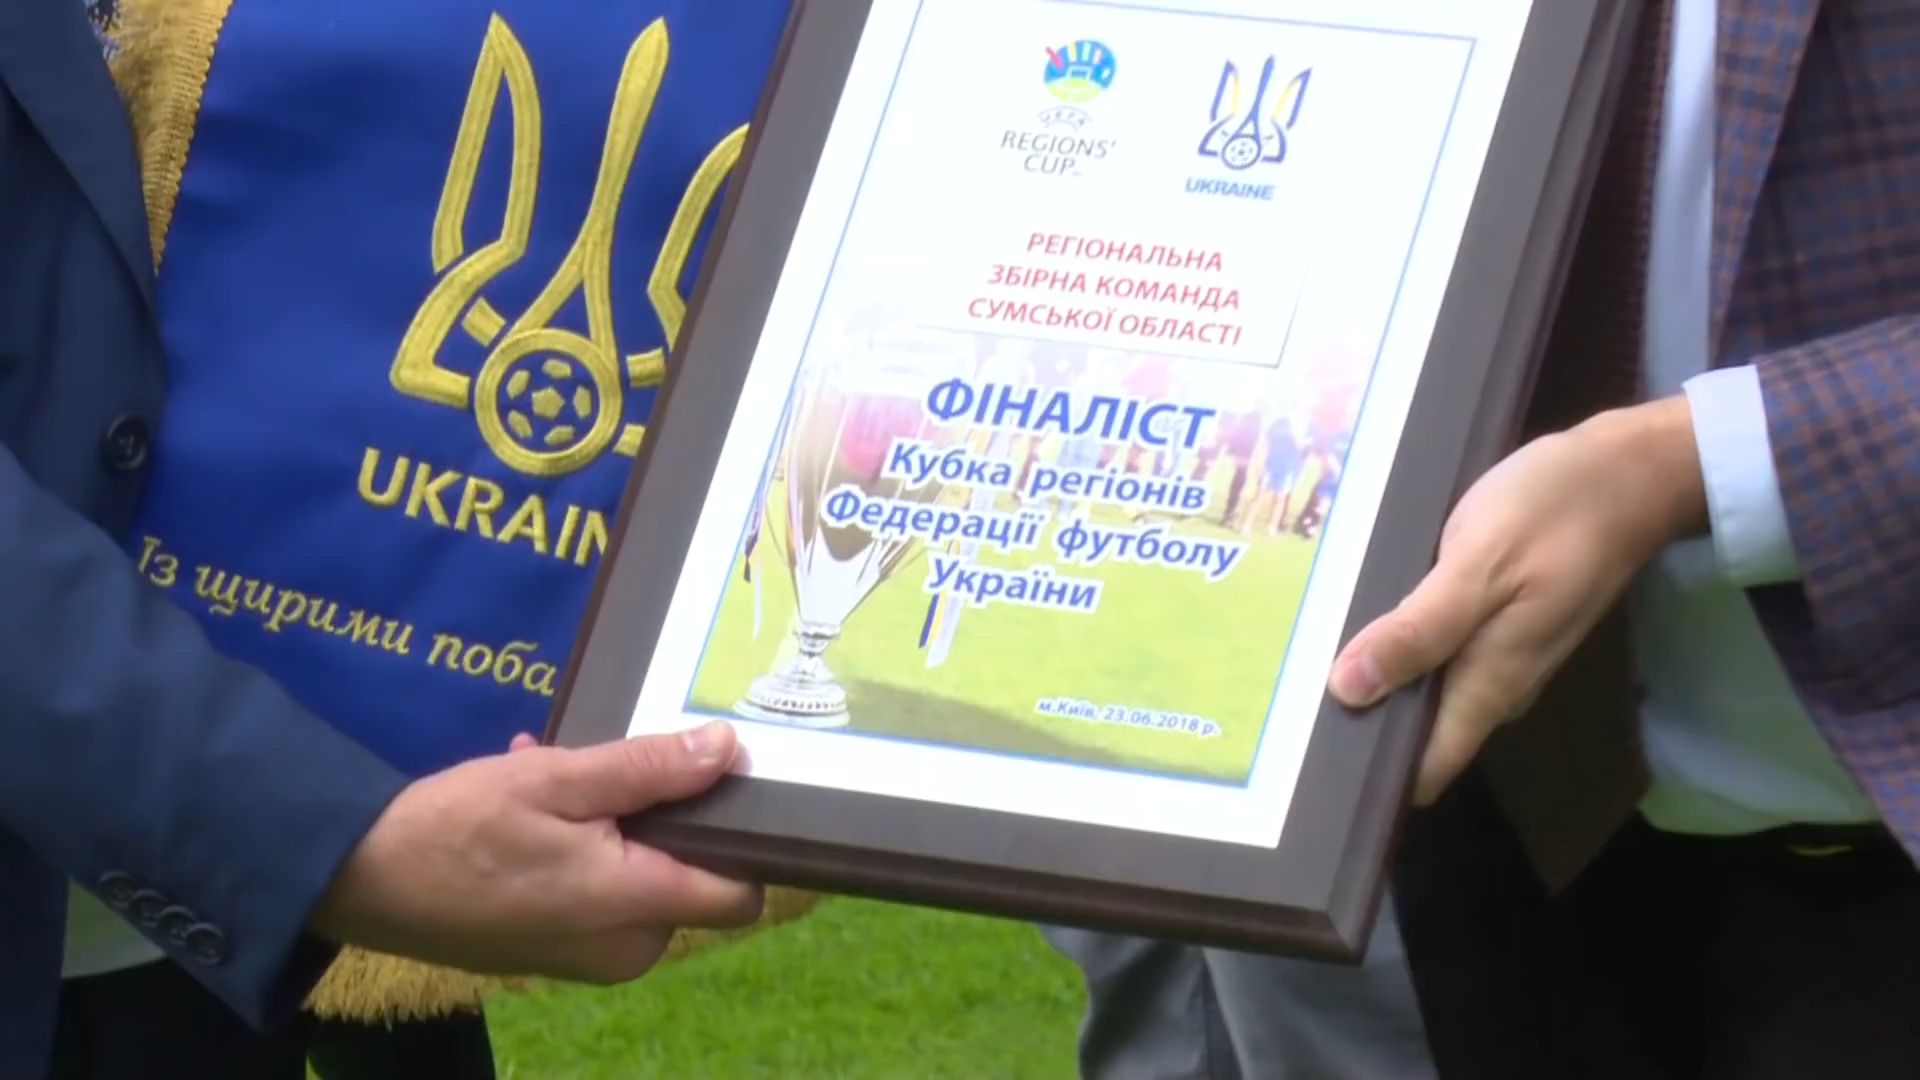 UEFA
REGIONS'
CUP
UKRAINE
РЕГІОНАЛЬНА
ЗБІРНА КОМАНДА
СУМСЬКОЇ ОБЛАСТІ
ФІНАЛІСТ
Кубка регіонів
Федерації футболу
України
м.Київ, 23.06.2018 р.
UKRAIN
Із щирими поба